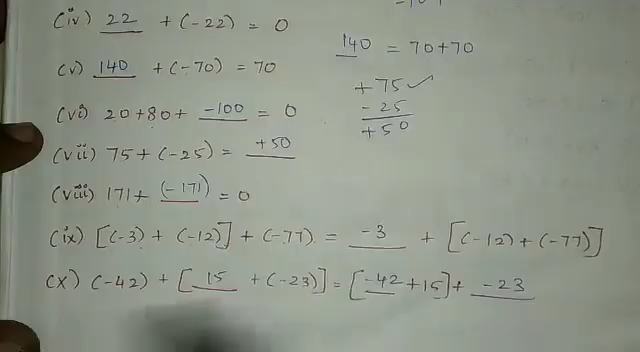 (iv) 22 + (-22) = 0
(v) 140 + (-70) = 70
140 = 70+70
(vi) 20+80+ -100 = 0
+75✓
-25
+50
(vii) 75+(-25) = +50
(viii) 171+ (-171) = 0
(ix) [(-3) + (-12)] + (-77) = -3 + [(-12) + (-77)]
(x) (-42) + [ 15 + (-23)] = [-42 +15] + -23